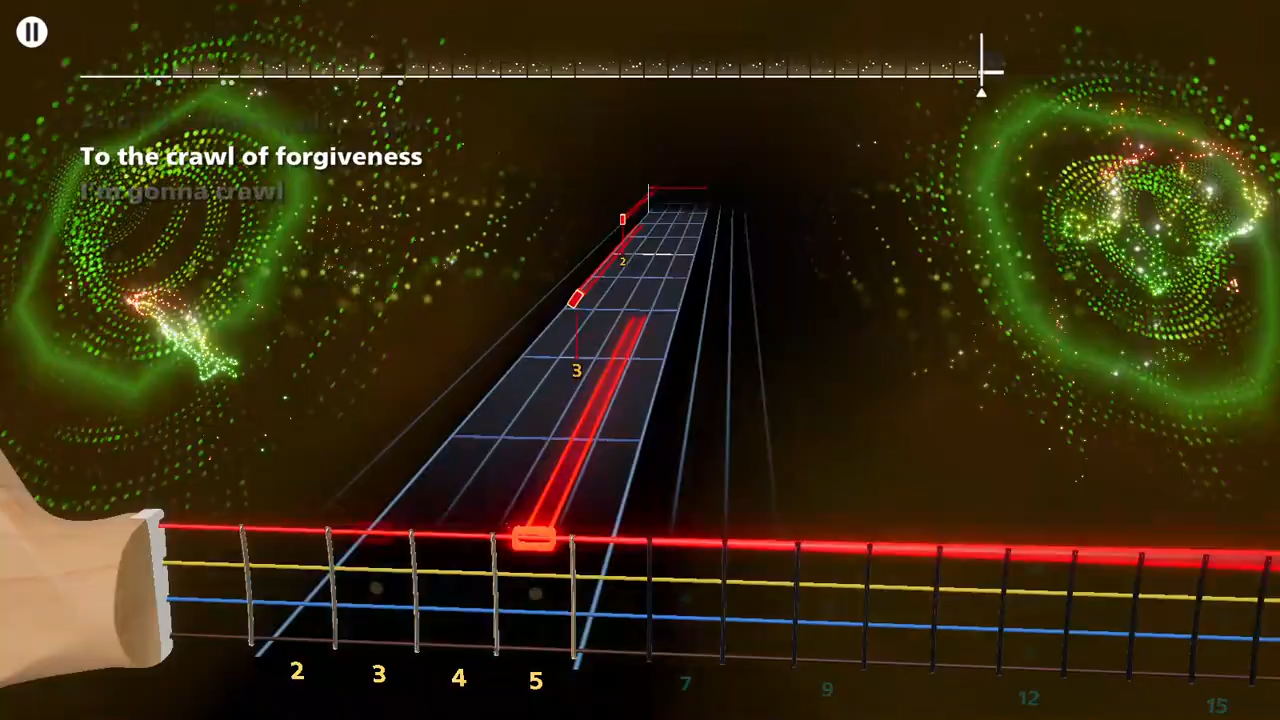 To the crawl of forgiveness
I'm gonna crawl
2
3
2 3 4 5 7 9 12 15